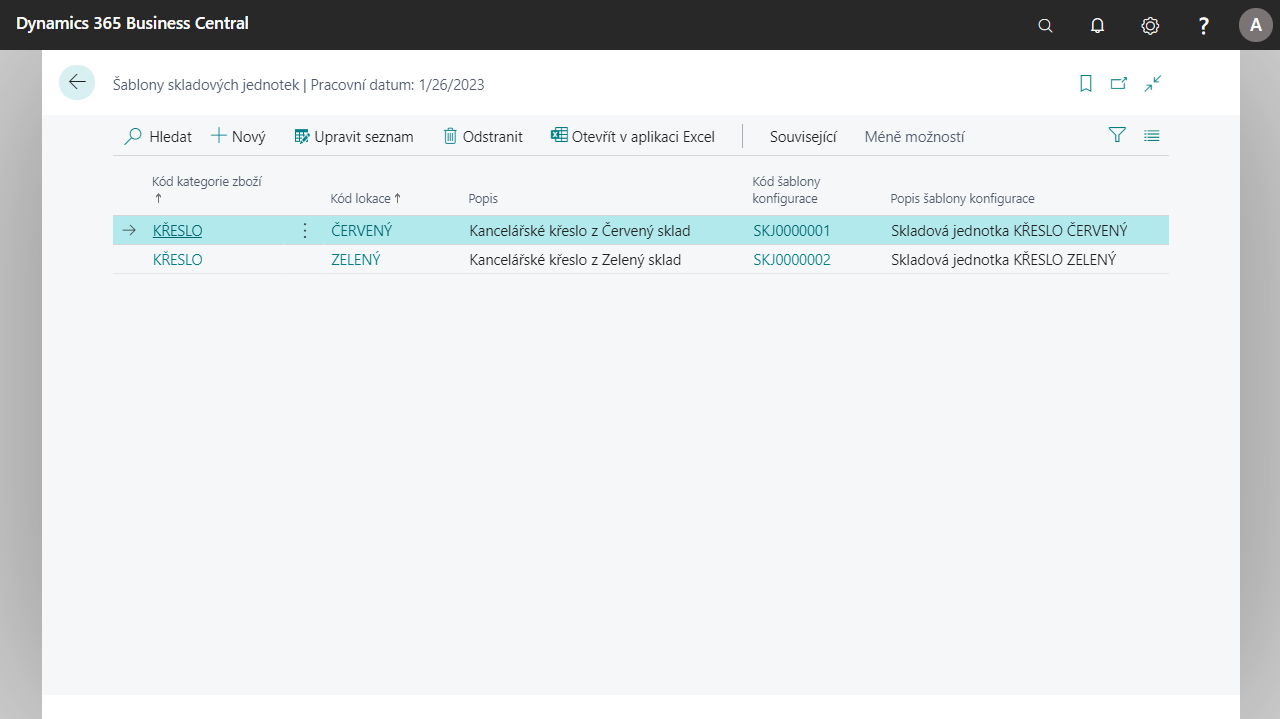 Dynamics 365 Business Central
?
A
Šablony skladových jednotek | Pracovní datum: 1/26/2023
Hledat Nový Upravit seznam Odstranit Otevřít v aplikaci Excel Související Méně možností
Kód kategorie zboží ↑ Kód lokace ↑ Popis Kód šablony konfigurace Popis šablony konfigurace
KŘESLO ČERVENÝ Kancelářské křeslo z Červený sklad SKJ0000001 Skladová jednotka KŘESLO ČERVENÝ
KŘESLO ZELENÝ Kancelářské křeslo z Zelený sklad SKJ0000002 Skladová jednotka KŘESLO ZELENÝ